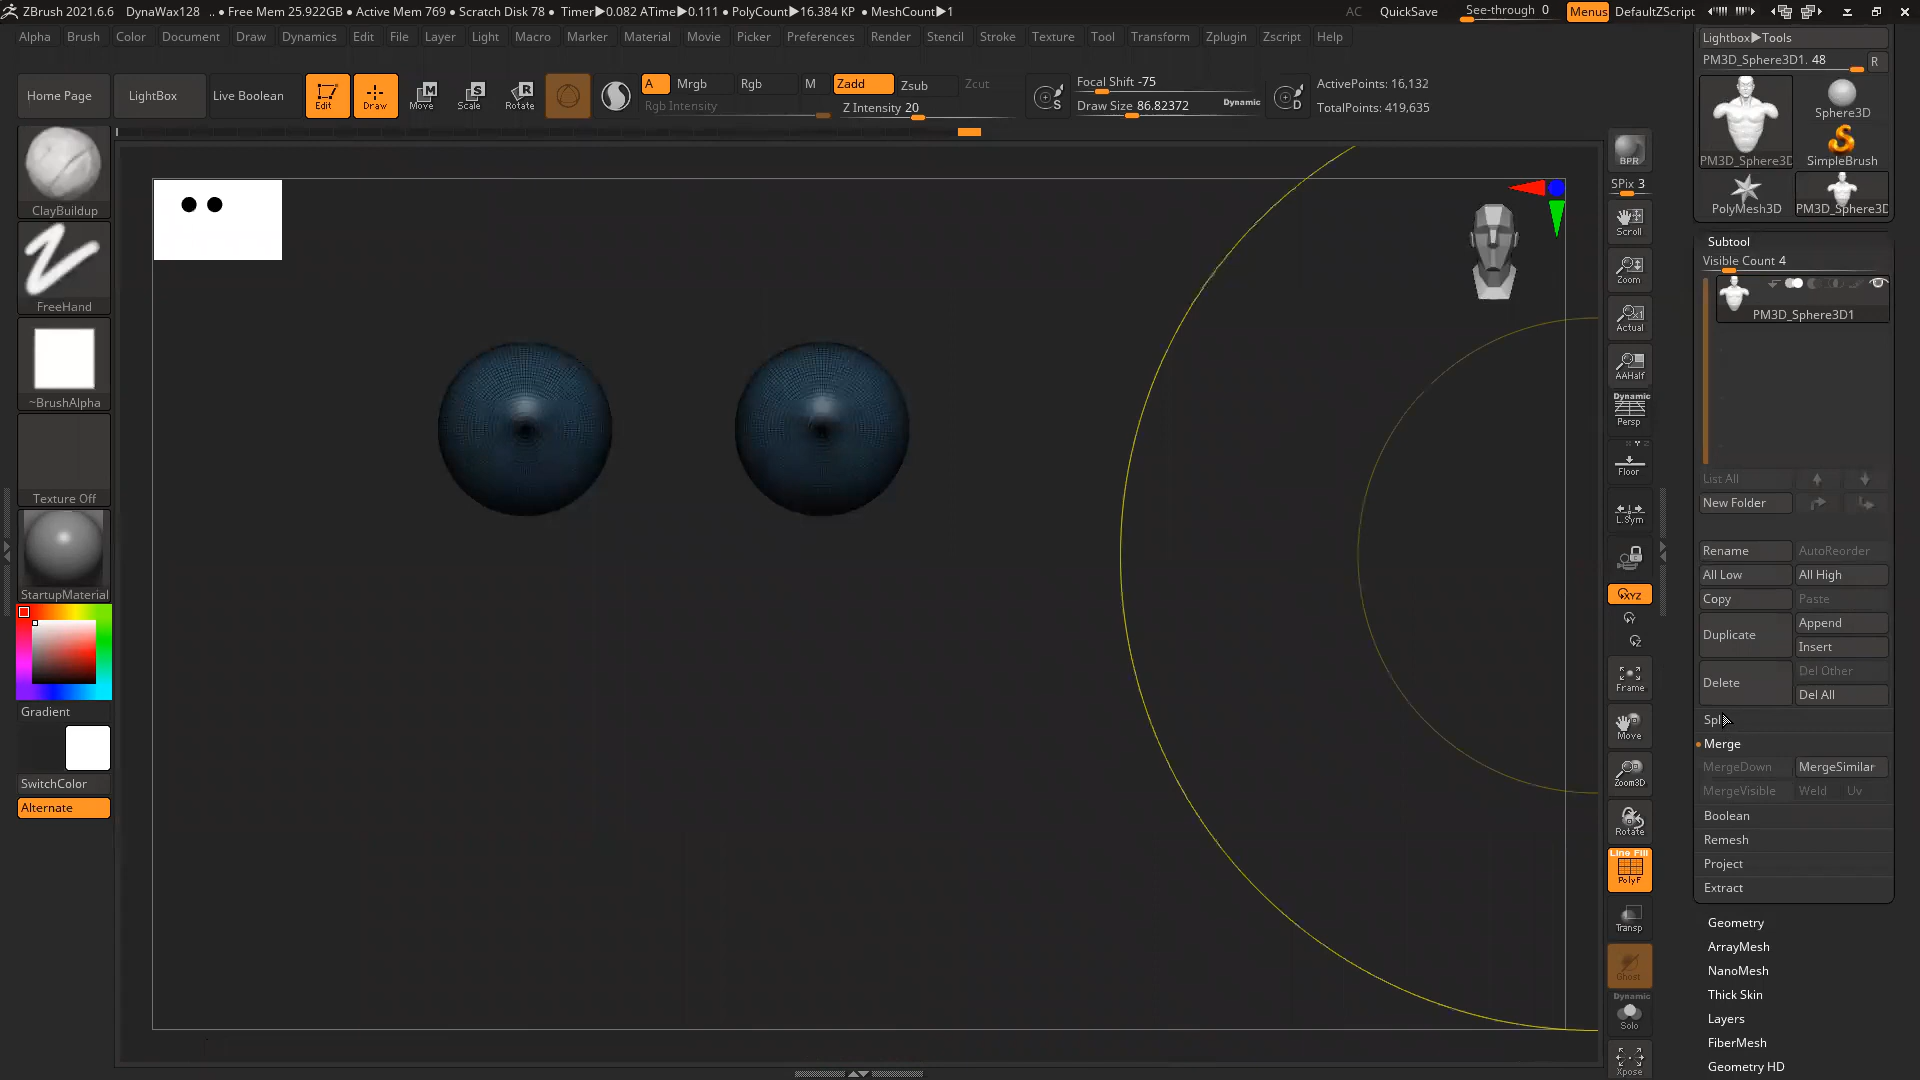 ZBrush 2021.6.6 DynaWax128 .. • Free Mem 25.922GB • Active Mem 769 • Scratch Disk 78 • Timer▶0.082 ATime▶0.111 • PolyCount▶16.384 KP • MeshCount▶1 AC QuickSave See-through 0 Menus DefaultZScript
Alpha Brush Color Document Draw Dynamics Edit File Layer Light Macro Marker Material Movie Picker Preferences Render Stencil Stroke Texture Tool Transform Zplugin Zscript Help
Home Page LightBox Live Boolean Edit Draw Move Scale Rotate
A Mrgb Rgb M Zadd Zsub Zcut
Rgb Intensity Z Intensity 20
S Focal Shift -75
Draw Size 86.82372 Dynamic D
ActivePoints: 16,132
TotalPoints: 419,635
ClayBuildup
FreeHand
~BrushAlpha
Texture Off
StartupMaterial
Gradient
SwitchColor
Alternate
BPR
SPix 3
Scroll
Zoom
Actual
AAHalf
Dynamic
Persp
Floor
L.Sym
XYZ
Y
Z
Frame
Move
Zoom3D
Rotate
Line Fill
PolyF
Transp
Ghost
Dynamic
Solo
Xpose
Lightbox▶Tools
PM3D_Sphere3D1. 48 R
PM3D_Sphere3D Sphere3D
SimpleBrush
PolyMesh3D PM3D_Sphere3D
Subtool
Visible Count 4
PM3D_Sphere3D1
List All
New Folder
Rename AutoReorder
All Low All High
Copy Paste
Duplicate Append
Insert
Delete Del Other
Del All
Spl
Merge
MergeDown MergeSimilar
MergeVisible Weld Uv
Boolean
Remesh
Project
Extract
Geometry
ArrayMesh
NanoMesh
Thick Skin
Layers
FiberMesh
Geometry HD